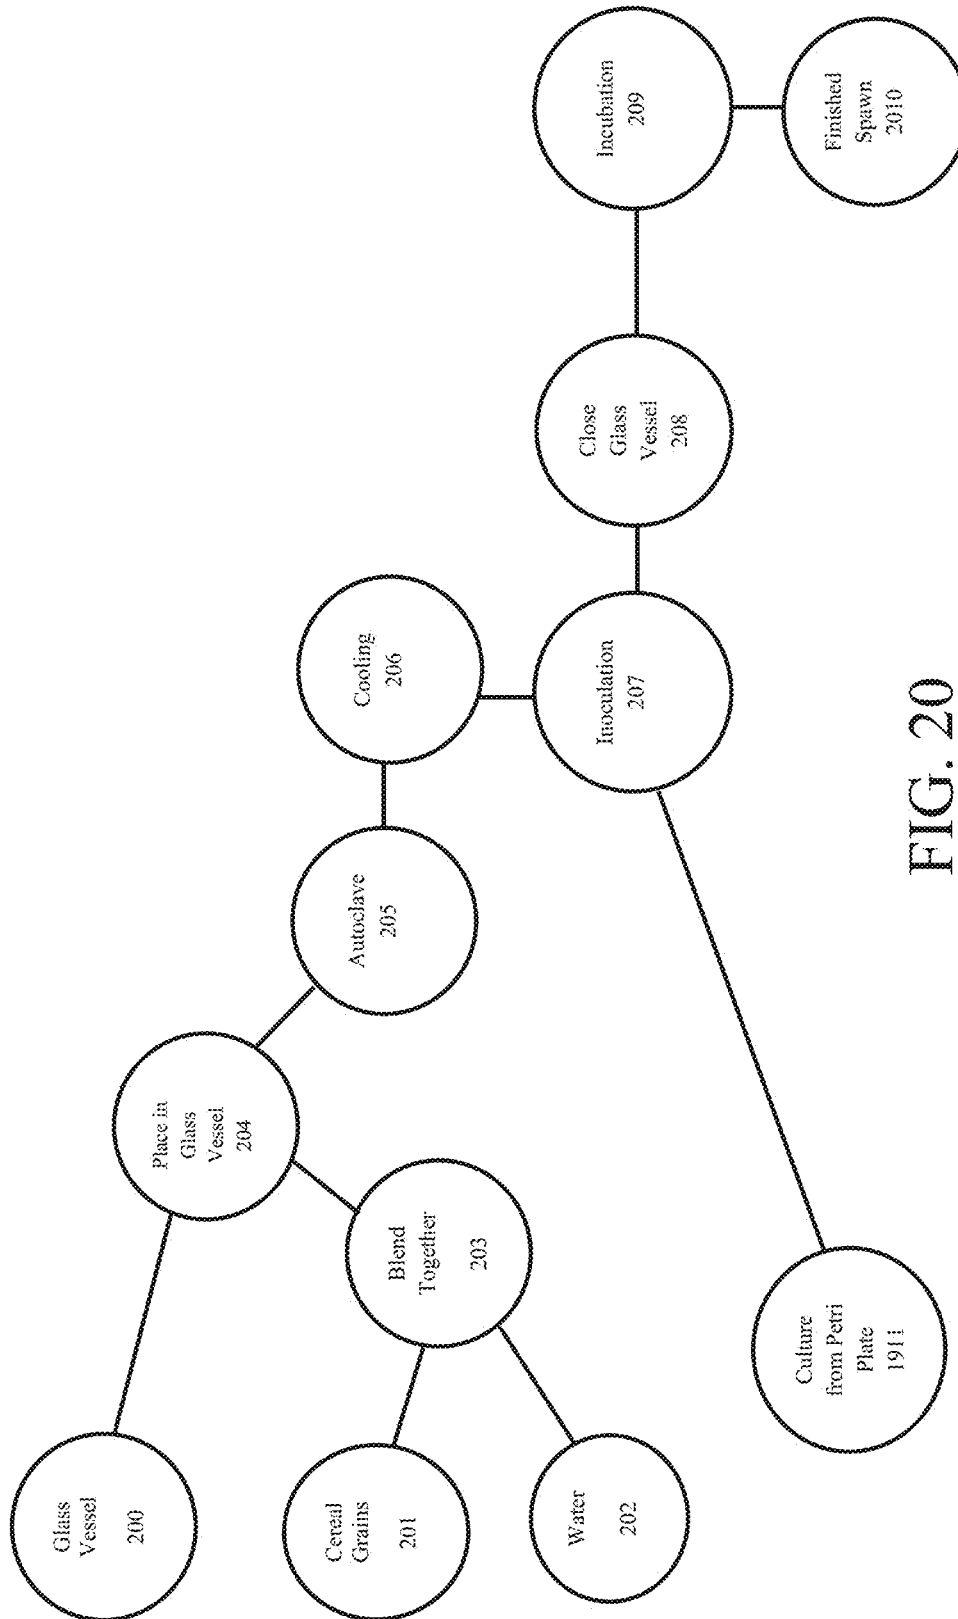 Glass
Vessel
200
Cereal
Grains
201
Water
202
Blend
Together
203
Place in
Glass
Vessel
204
Autoclave
205
Cooling
206
Culture
from Petri
Plate
1911
Inoculation
207
Close
Glass
Vessel
208
Incubation
209
Finished
Spawn
2010
FIG. 20